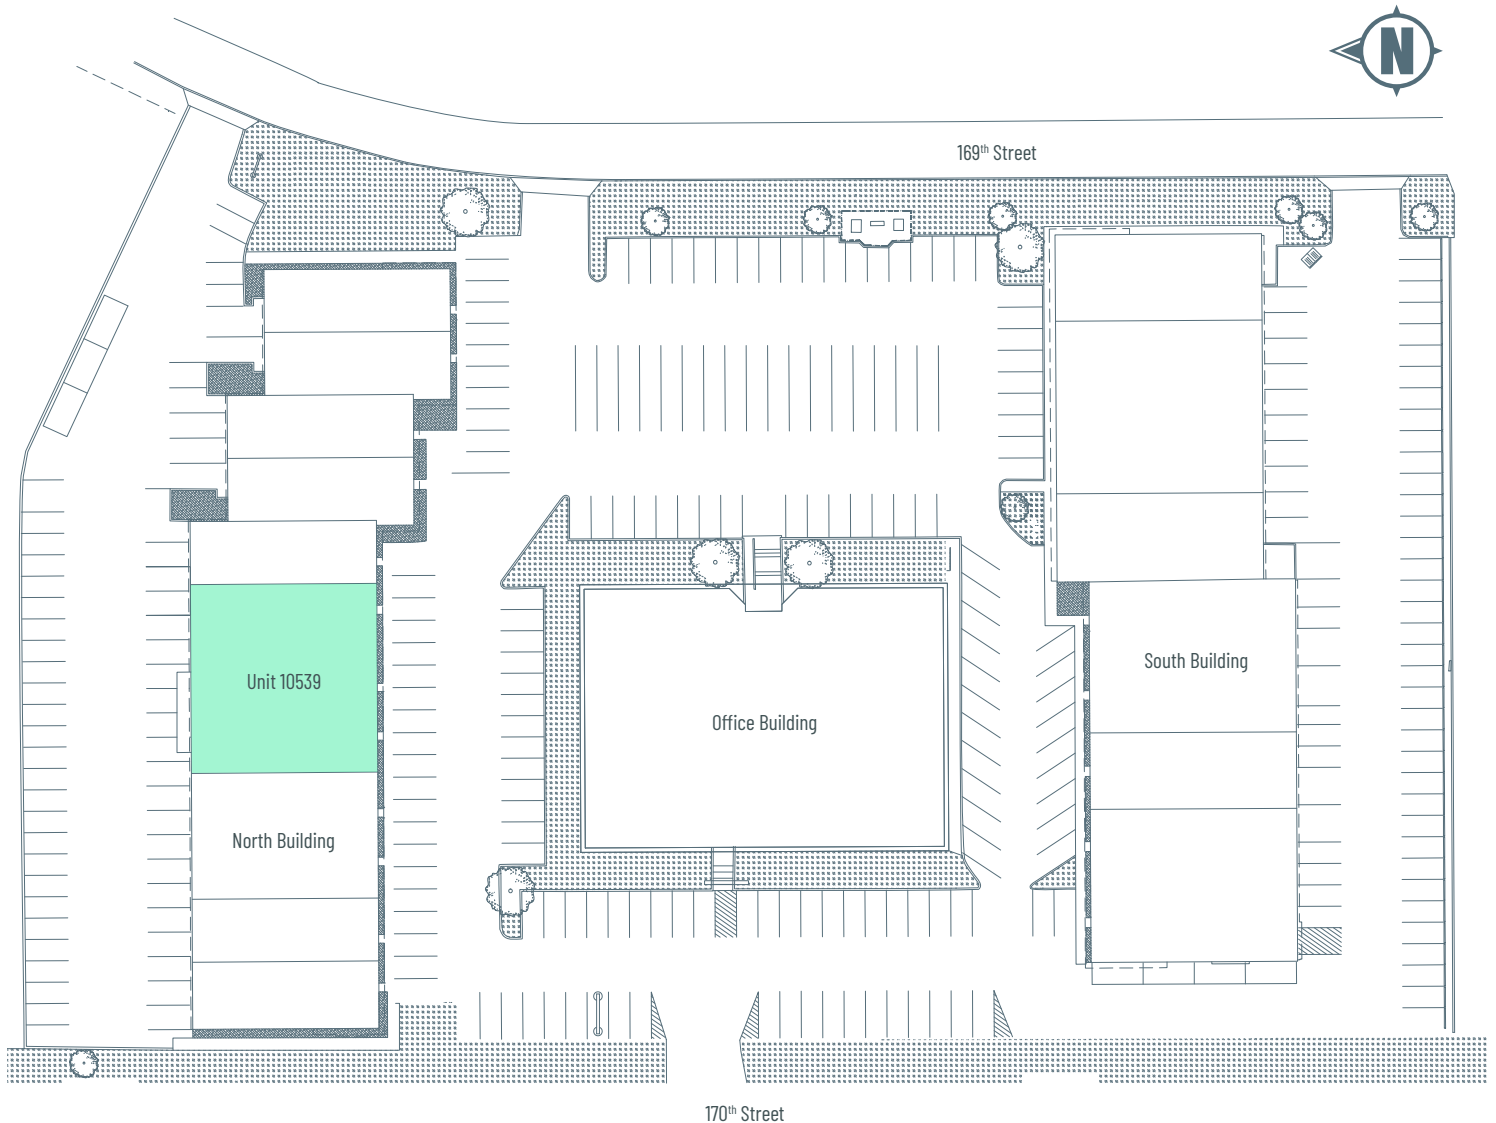 N
169th Street
Unit 10539
South Building
Office Building
North Building
170th Street